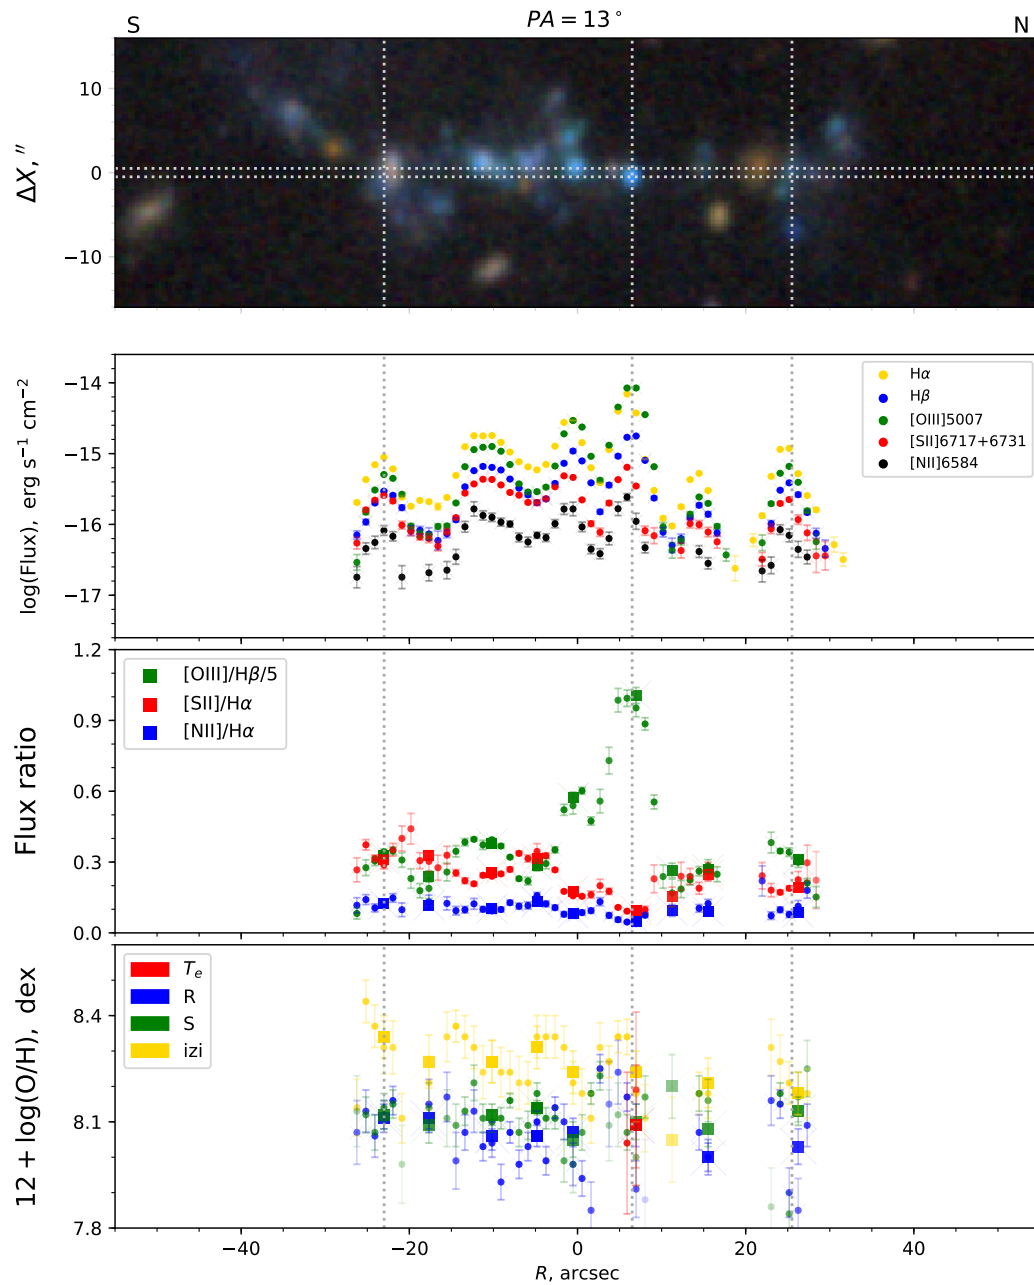 S PA = 13° N
ΔX, ″
10
0
−10
log(Flux), erg s⁻¹ cm⁻²
−14
−15
−16
−17
Hα
Hβ
[OIII]5007
[SII]6717+6731
[NII]6584
Flux ratio
1.2
0.9
0.6
0.3
0.0
[OIII]/Hβ/5
[SII]/Hα
[NII]/Hα
12 + log(O/H), dex
8.4
8.1
7.8
Tₑ
R
S
izi
−40 −20 0 20 40
R, arcsec